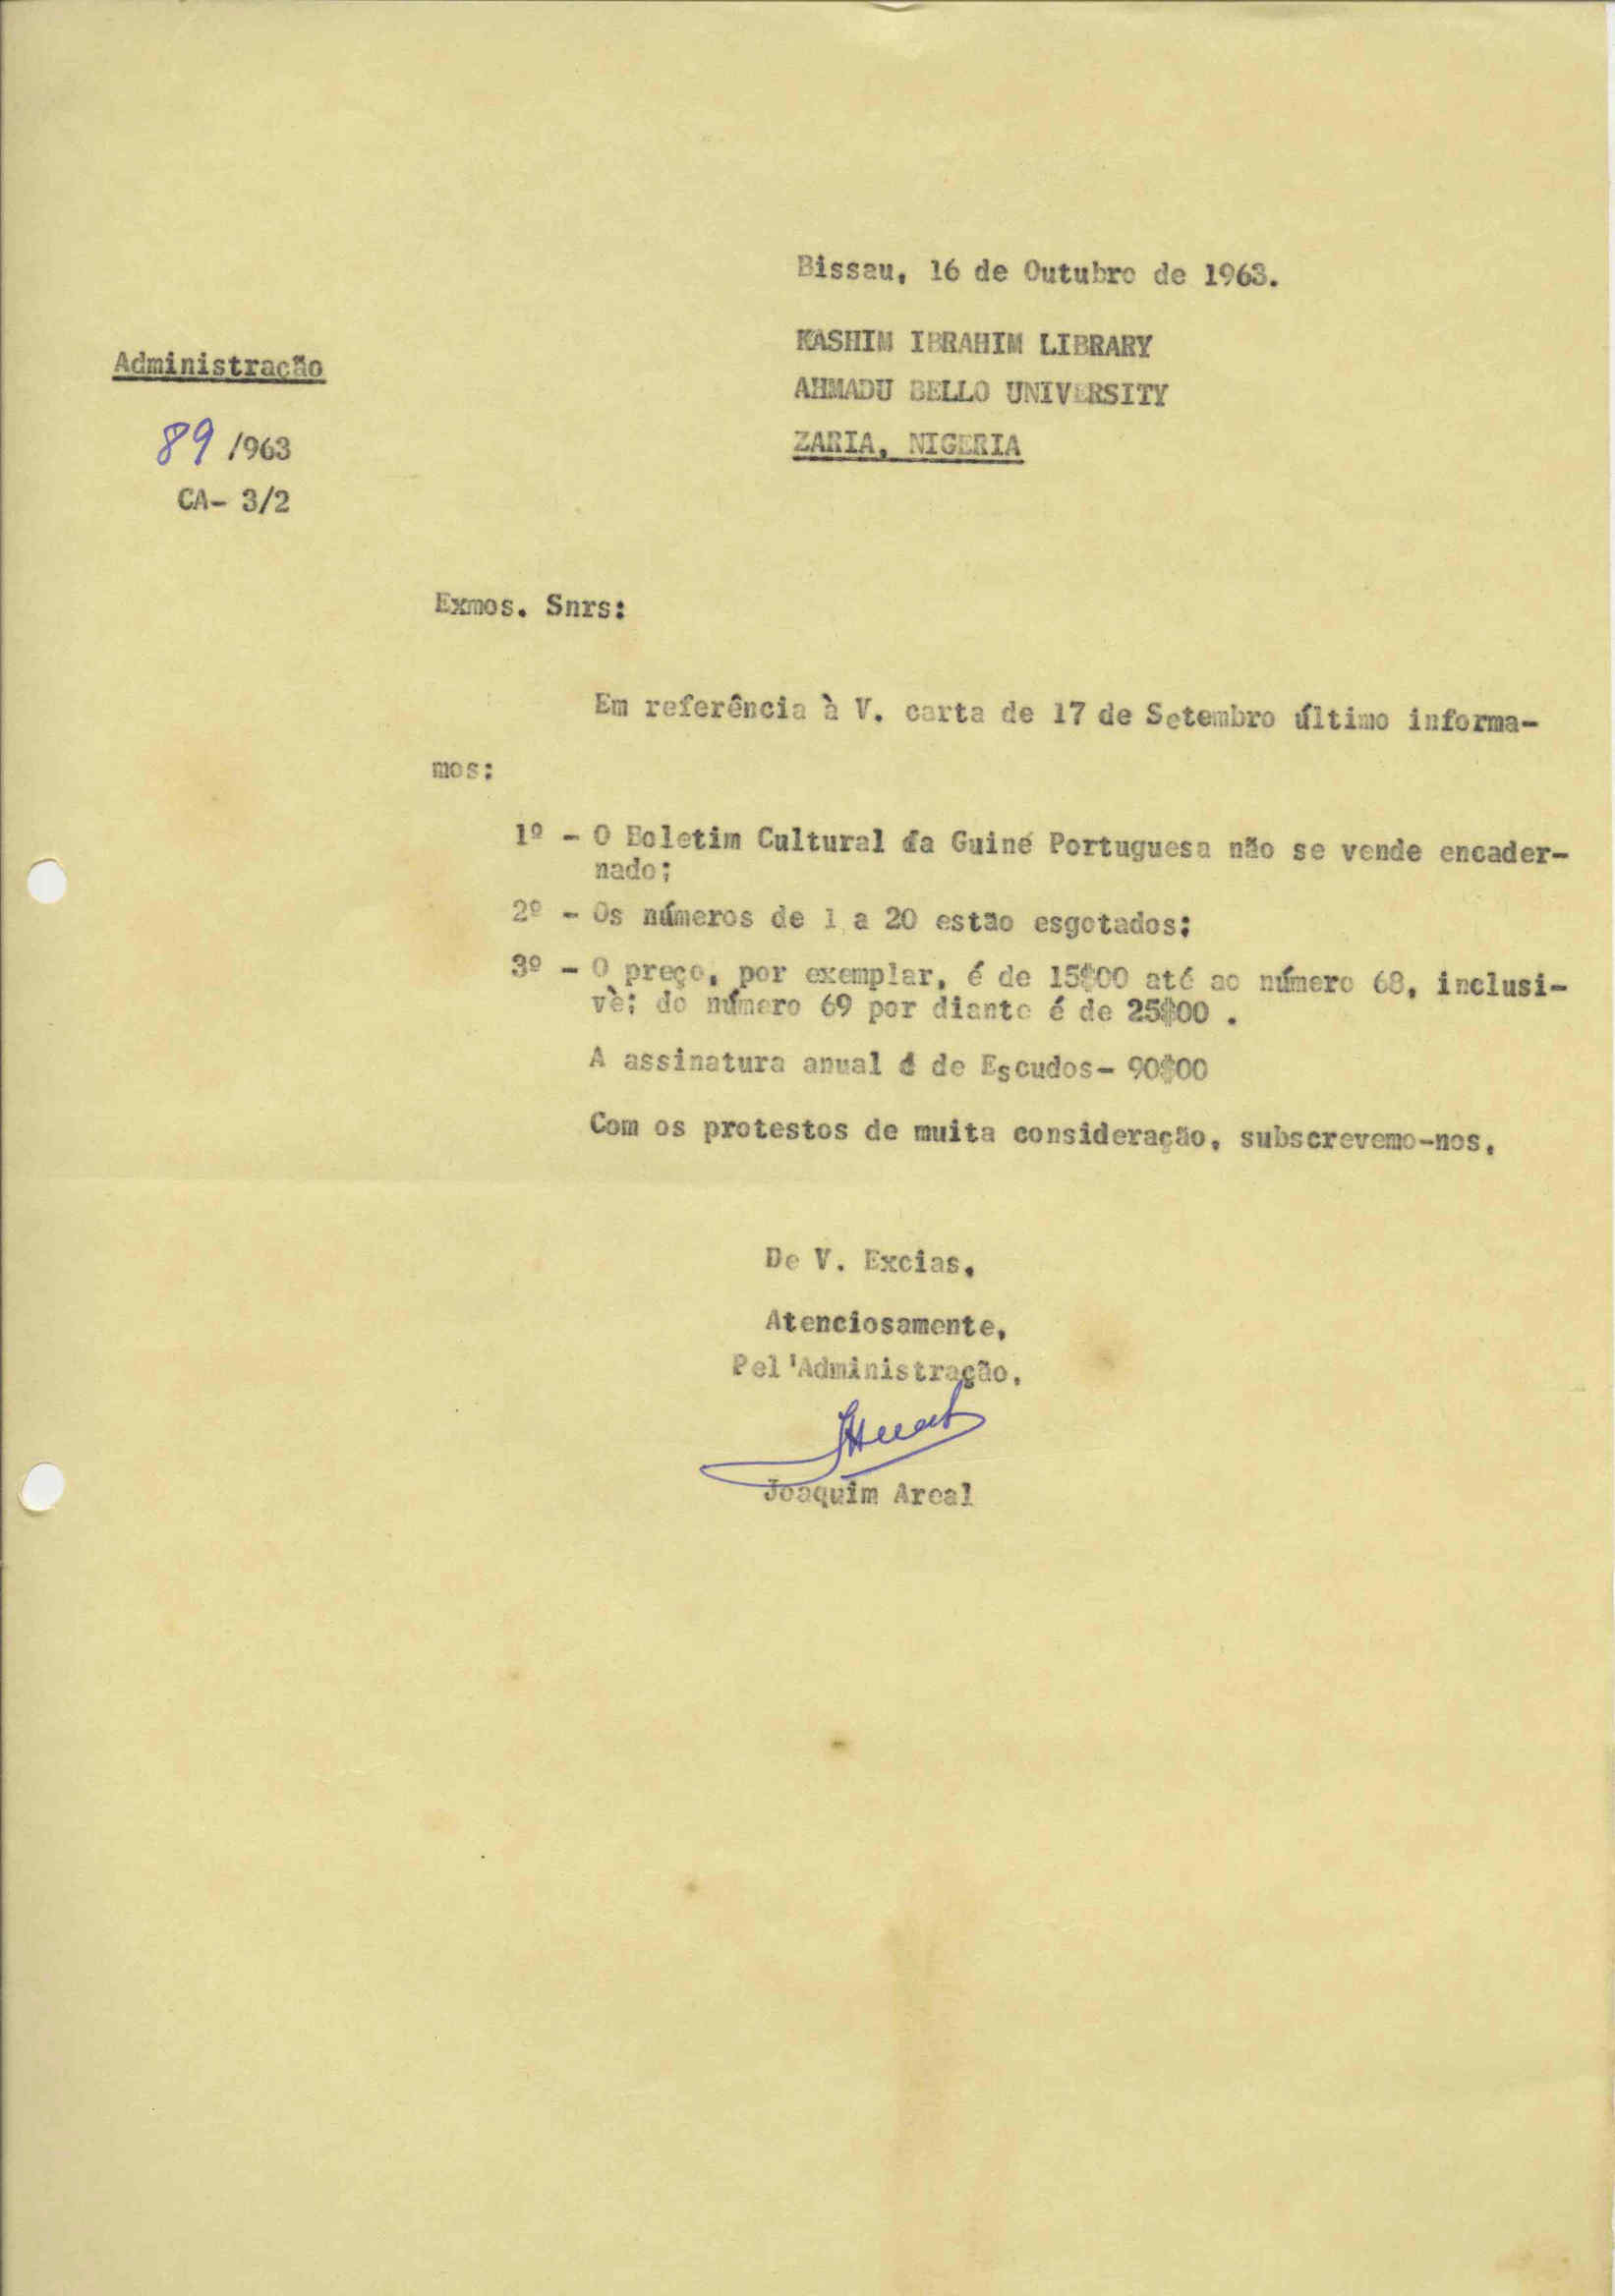 Bissau, 16 de Outubro de 1963.
KASHIM IBRAHIM LIBRARY
Administração
AHMADU BELLO UNIVERSITY
89 /963
ZARIA, NIGERIA
CA- 3/2
Exmos. Snrs:
Em referência à V. carta de 17 de Setembro último informa-
mos:
1º - O Boletim Cultural da Guiné Portuguesa não se vende encader-
nado;
2º - Os números de 1 a 20 estão esgotados;
3º - O preço, por exemplar, é de 15$00 até ao número 68, inclusi-
vè; do número 69 por diante é de 25$00 .
A assinatura anual é de Escudos- 90$00
Com os protestos de muita consideração, subscrevemo-nos,
De V. Excias,
Atenciosamente,
Pel'Administração,
Joaquim Areal